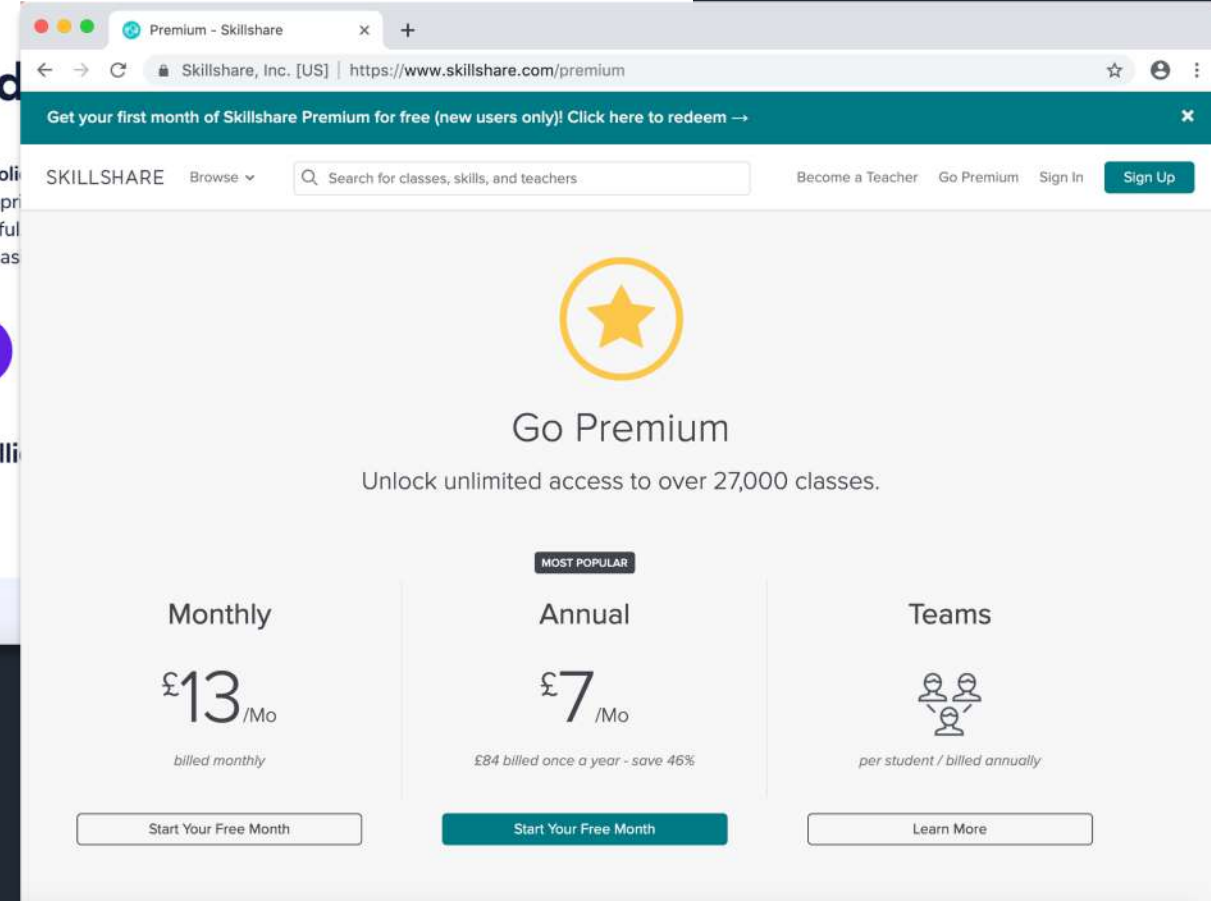 Premium - Skillshare
Skillshare, Inc. [US] | https://www.skillshare.com/premium
Get your first month of Skillshare Premium for free (new users only)! Click here to redeem →
SKILLSHARE Browse Search for classes, skills, and teachers Become a Teacher Go Premium Sign In Sign Up
Go Premium
Unlock unlimited access to over 27,000 classes.
MOST POPULAR
Monthly Annual Teams
£13/Mo £7/Mo
billed monthly £84 billed once a year - save 46% per student / billed annually
Start Your Free Month Start Your Free Month Learn More